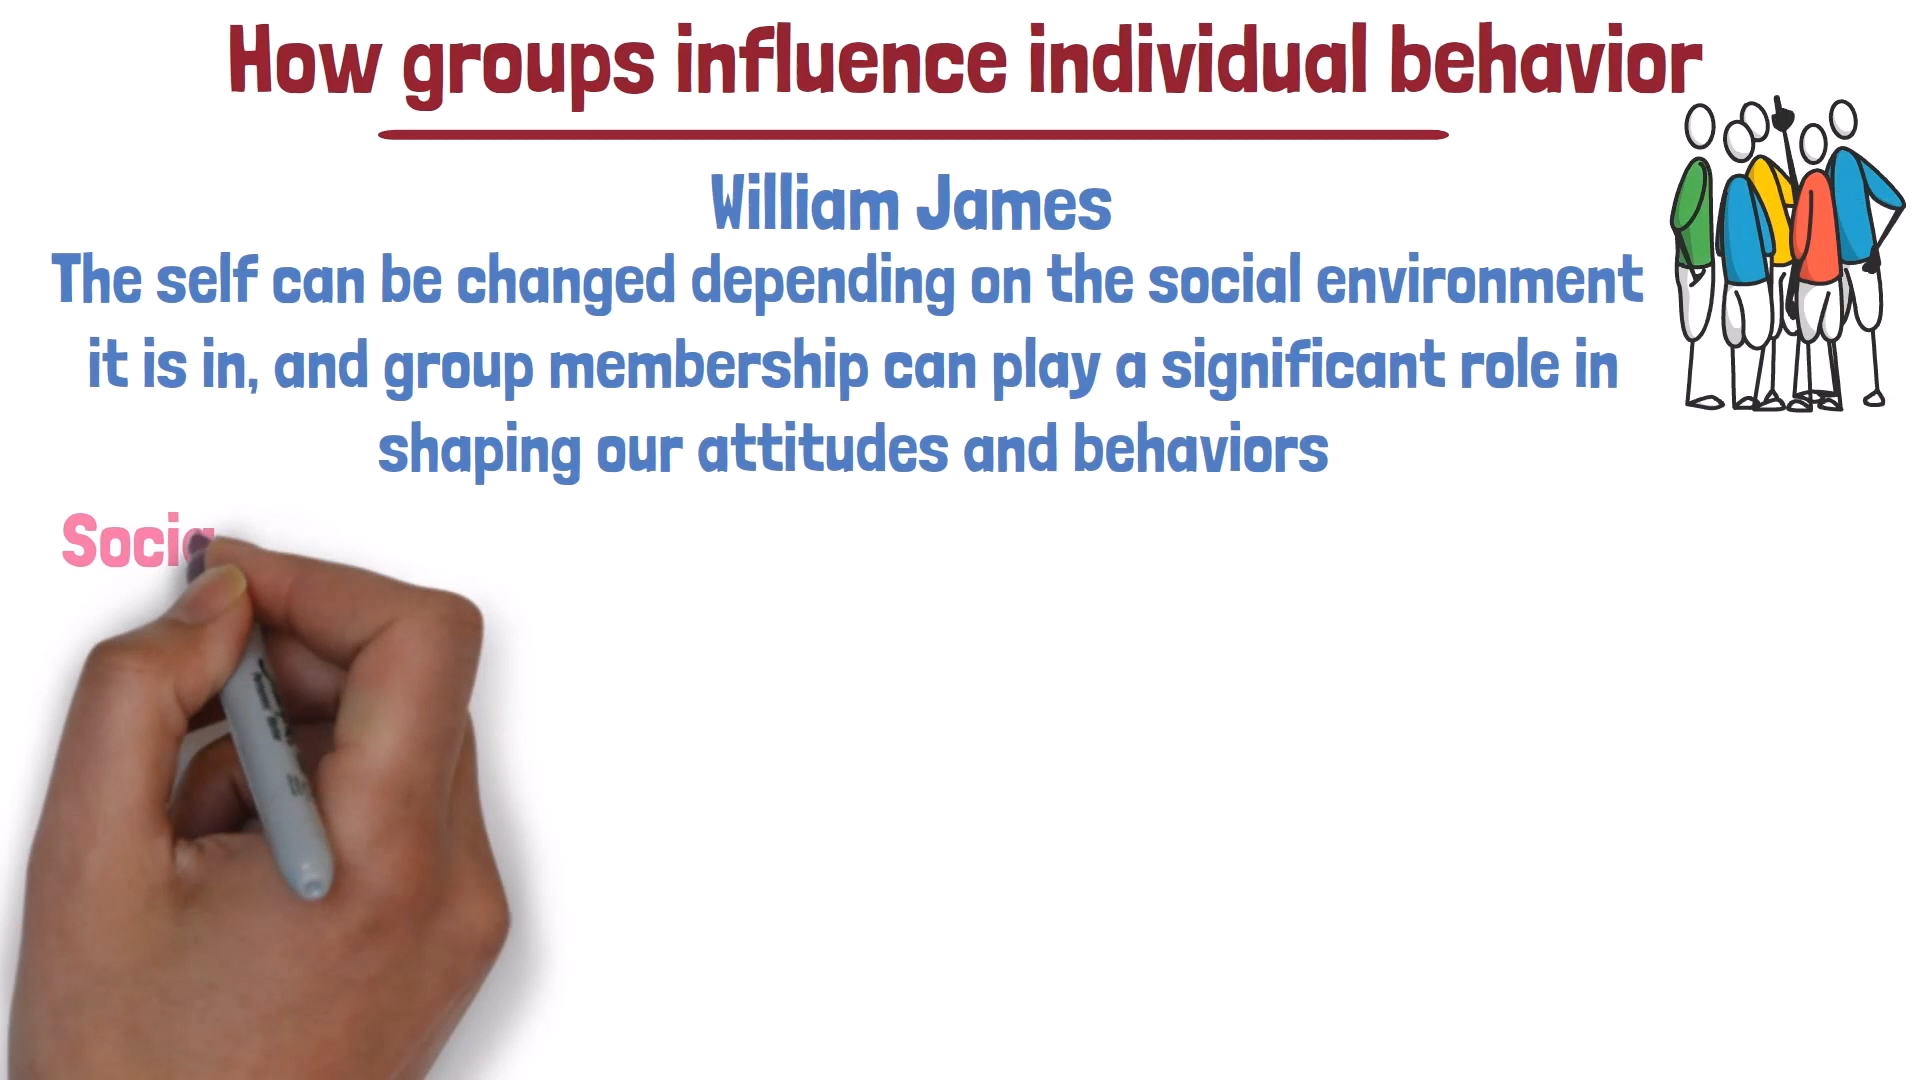 How groups influence individual behavior
William James
The self can be changed depending on the social environment
it is in, and group membership can play a significant role in
shaping our attitudes and behaviors